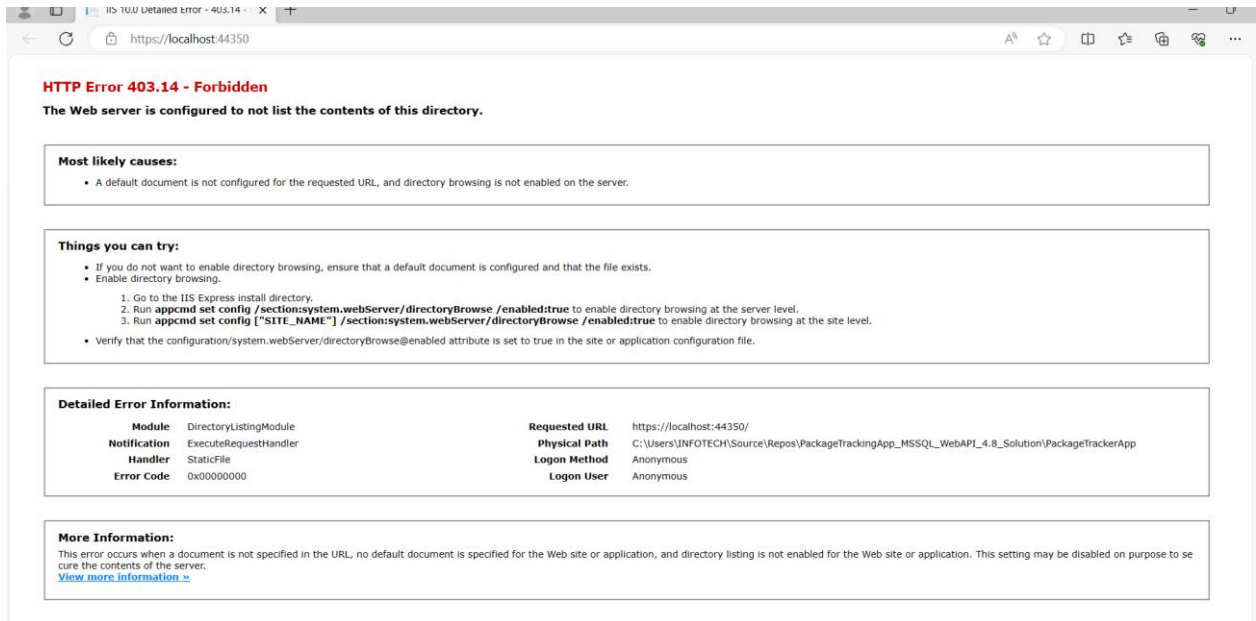 IIS 10.0 Detailed Error - 403.14 -
https://localhost:44350
HTTP Error 403.14 - Forbidden
The Web server is configured to not list the contents of this directory.
Most likely causes:
• A default document is not configured for the requested URL, and directory browsing is not enabled on the server.
Things you can try:
• If you do not want to enable directory browsing, ensure that a default document is configured and that the file exists.
• Enable directory browsing.
1. Go to the IIS Express install directory.
2. Run appcmd set config /section:system.webServer/directoryBrowse /enabled:true to enable directory browsing at the server level.
3. Run appcmd set config ["SITE_NAME"] /section:system.webServer/directoryBrowse /enabled:true to enable directory browsing at the site level.
• Verify that the configuration/system.webServer/directoryBrowse@enabled attribute is set to true in the site or application configuration file.
Detailed Error Information:
Module DirectoryListingModule
Notification ExecuteRequestHandler
Handler StaticFile
Error Code 0x00000000
Requested URL https://localhost:44350/
Physical Path C:\Users\INFOTECH\Source\Repos\PackageTrackingApp_MSSQL_WebAPI_4.8_Solution\PackageTrackerApp
Logon Method Anonymous
Logon User Anonymous
More Information:
This error occurs when a document is not specified in the URL, no default document is specified for the Web site or application, and directory listing is not enabled for the Web site or application. This setting may be disabled on purpose to se
cure the contents of the server.
View more information »